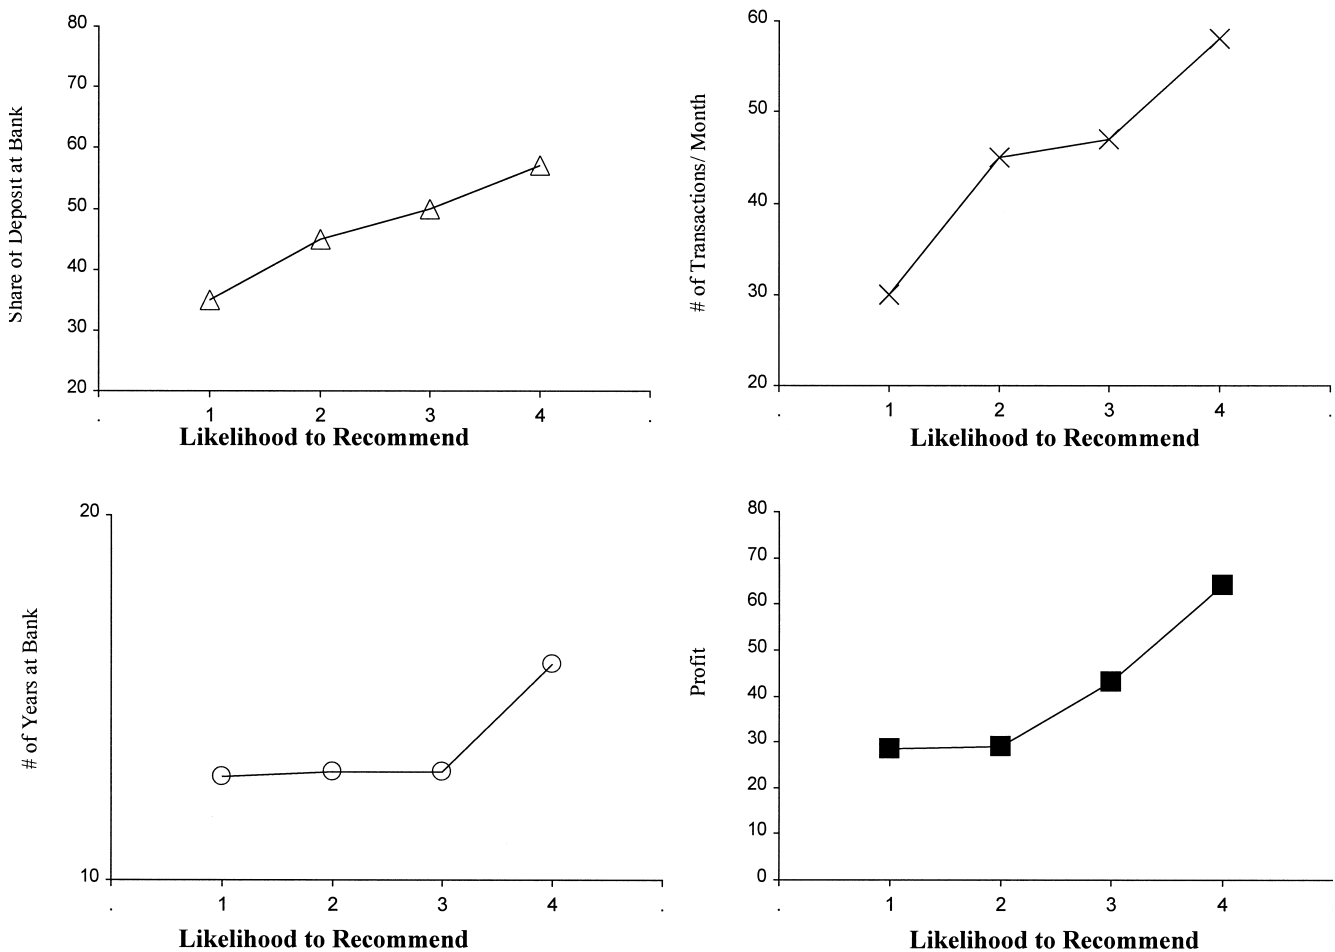 80
70
60
50
40
30
20
Share of Deposit at Bank
1 2 3 4
Likelihood to Recommend
60
50
40
30
20
# of Transactions/ Month
1 2 3 4
Likelihood to Recommend
20
10
# of Years at Bank
1 2 3 4
Likelihood to Recommend
80
70
60
50
40
30
20
10
0
Profit
1 2 3 4
Likelihood to Recommend